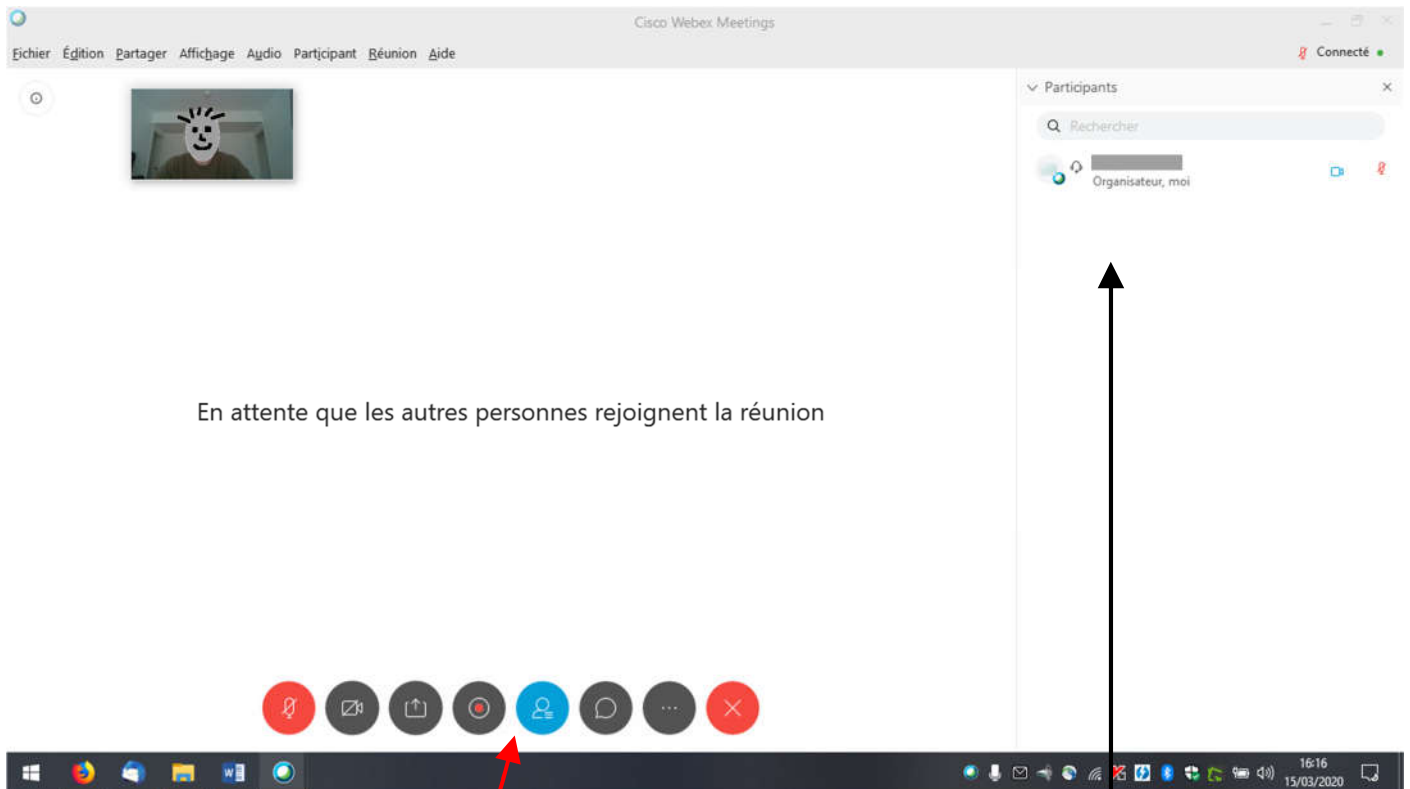 Cisco Webex Meetings
Fichier Édition Partager Affichage Audio Participant Réunion Aide
Connecté
Participants
Rechercher
Organisateur, moi
En attente que les autres personnes rejoignent la réunion
16:16
15/03/2020